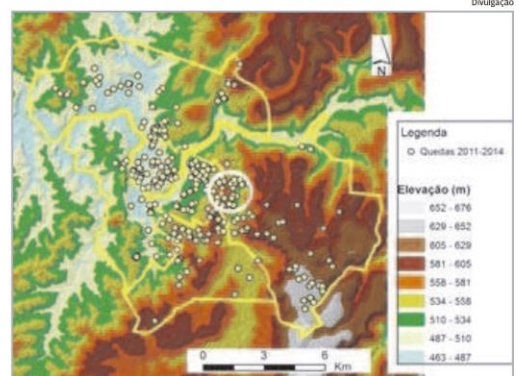 Divulgação
N
Legenda
Quedas 2011-2014
Elevação (m)
652 - 676
629 - 652
605 - 629
581 - 605
558 - 581
534 - 558
510 - 534
487 - 510
463 - 487
0 3 6
Km